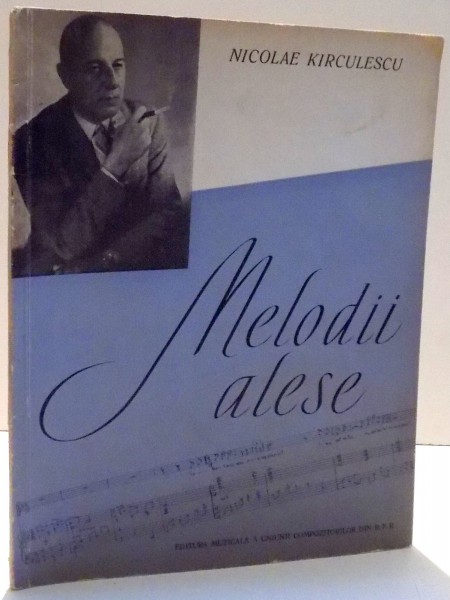 NICOLAE KIRCULESCU
Melodii
alese
EDITURA MUZICALĂ A UNIUNII COMPOZITORILOR DIN R.P.R.